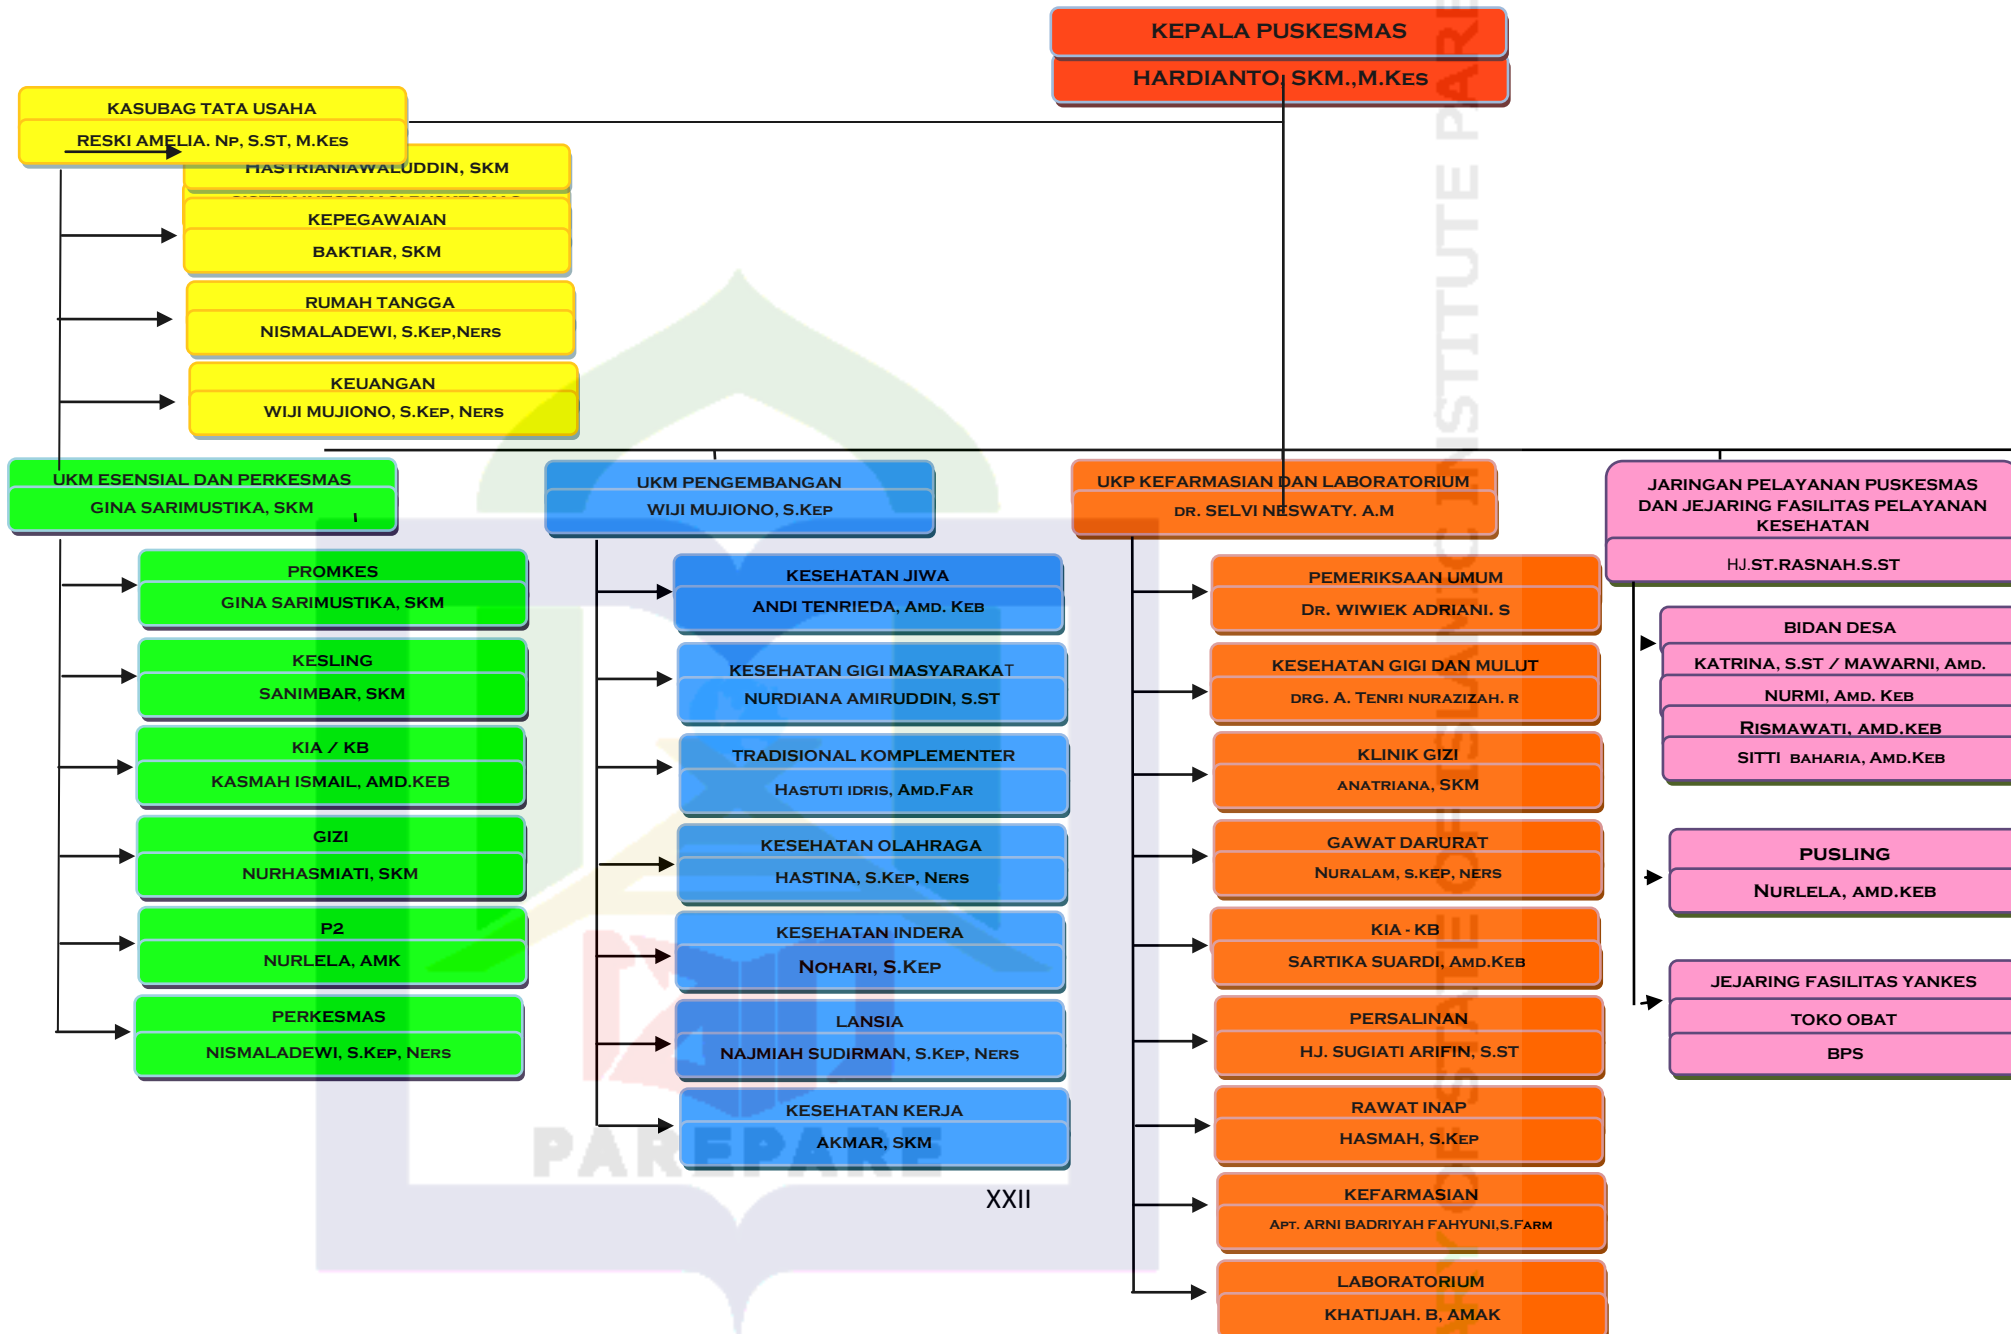 KEPALA PUSKESMAS
HARDIANTO, SKM.,M.KES
KASUBAG TATA USAHA
RESKI AMELIA. NP, S.ST, M.KES
HASTRIANIAWALUDDIN, SKM
KEPEGAWAIAN
BAKTIAR, SKM
RUMAH TANGGA
NISMALADEWI, S.KEP,NERS
KEUANGAN
WIJI MUJIONO, S.KEP, NERS
UKM ESENSIAL DAN PERKESMAS
GINA SARIMUSTIKA, SKM
PROMKES
GINA SARIMUSTIKA, SKM
KESLING
SANIMBAR, SKM
KIA / KB
KASMAH ISMAIL, AMD.KEB
GIZI
NURHASMIATI, SKM
P2
NURLELA, AMK
PERKESMAS
NISMALADEWI, S.KEP, NERS
UKM PENGEMBANGAN
WIJI MUJIONO, S.KEP
KESEHATAN JIWA
ANDI TENRIEDA, AMD. KEB
KESEHATAN GIGI MASYARAKAT
NURDIANA AMIRUDDIN, S.ST
TRADISIONAL KOMPLEMENTER
HASTUTI IDRIS, AMD.FAR
KESEHATAN OLAHRAGA
HASTINA, S.KEP, NERS
KESEHATAN INDERA
NOHARI, S.KEP
LANSIA
NAJMIAH SUDIRMAN, S.KEP, NERS
KESEHATAN KERJA
AKMAR, SKM
UKP KEFARMASIAN DAN LABORATORIUM
DR. SELVI NESWATY. A.M
PEMERIKSAAN UMUM
DR. WIWIEK ADRIANI. S
KESEHATAN GIGI DAN MULUT
DRG. A. TENRI NURAZIZAH. R
KLINIK GIZI
ANATRIANA, SKM
GAWAT DARURAT
NURALAM, S.KEP, NERS
KIA - KB
SARTIKA SUARDI, AMD.KEB
PERSALINAN
HJ. SUGIATI ARIFIN, S.ST
RAWAT INAP
HASMAH, S.KEP
KEFARMASIAN
APT. ARNI BADRIYAH FAHYUNI,S.FARM
LABORATORIUM
KHATIJAH. B, AMAK
JARINGAN PELAYANAN PUSKESMAS
DAN JEJARING FASILITAS PELAYANAN
KESEHATAN
HJ.ST.RASNAH.S.ST
BIDAN DESA
KATRINA, S.ST / MAWARNI, AMD.
NURMI, AMD. KEB
RISMAWATI, AMD.KEB
SITTI BAHARIA, AMD.KEB
PUSLING
NURLELA, AMD.KEB
JEJARING FASILITAS YANKES
TOKO OBAT
BPS
PAREPARE
XXII
OF STATE OF ISLAMIC INSTITUTE